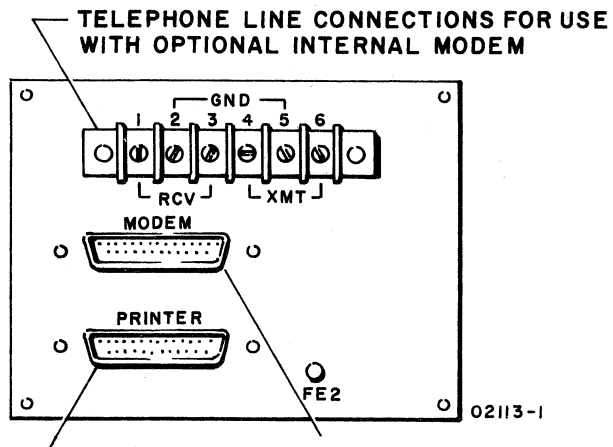 TELEPHONE LINE CONNECTIONS FOR USE
WITH OPTIONAL INTERNAL MODEM
GND
1 2 3 4 5 6
RCV XMT
MODEM
PRINTER
FE2
02113-1